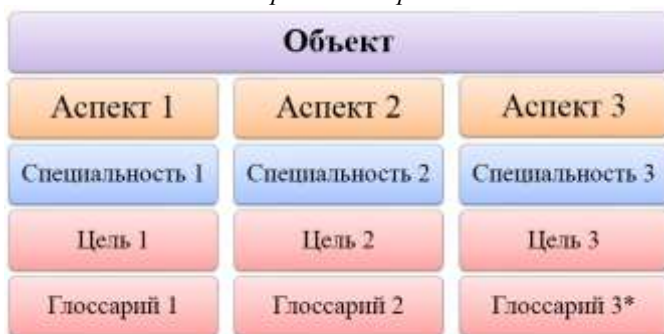 Объект
Аспект 1 Аспект 2 Аспект 3
Специальность 1 Специальность 2 Специальность 3
Цель 1 Цель 2 Цель 3
Глоссарий 1 Глоссарий 2 Глоссарий 3*